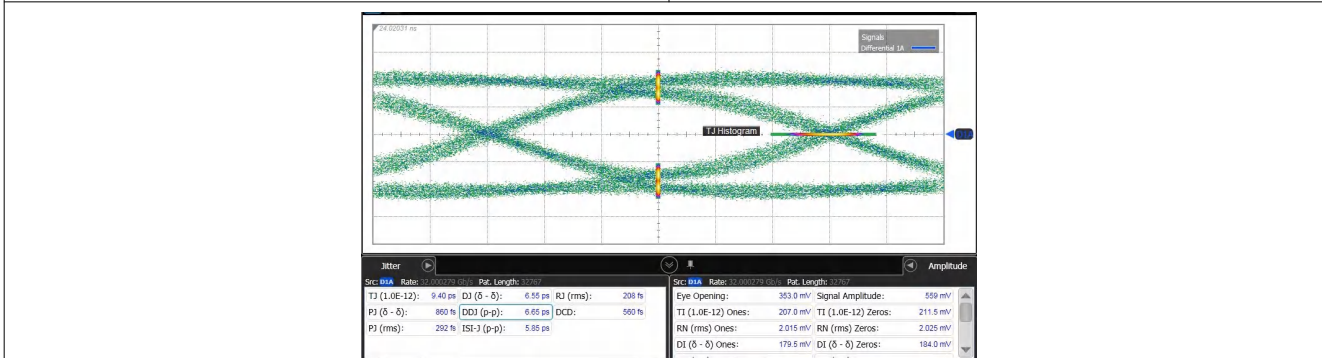 24.02031 ns
Signals
Differential 1A
TJ Histogram
Jitter
Amplitude
Src: D1A Rate: 32.000279 Gb/s Pat. Length: 32767
TJ (1.0E-12): 9.40 ps DJ (δ - δ): 6.55 ps RJ (rms): 208 fs
PJ (δ - δ): 860 fs DDJ (p-p): 6.65 ps DCD: 560 fs
PJ (rms): 292 fs ISI-J (p-p): 5.85 ps
Src: D1A Rate: 32.000279 Gb/s Pat. Length: 32767
Eye Opening: 353.0 mV Signal Amplitude: 559 mV
TI (1.0E-12) Ones: 207.0 mV TI (1.0E-12) Zeros: 211.5 mV
RN (rms) Ones: 2.015 mV RN (rms) Zeros: 2.025 mV
DI (δ - δ) Ones: 179.5 mV DI (δ - δ) Zeros: 184.0 mV